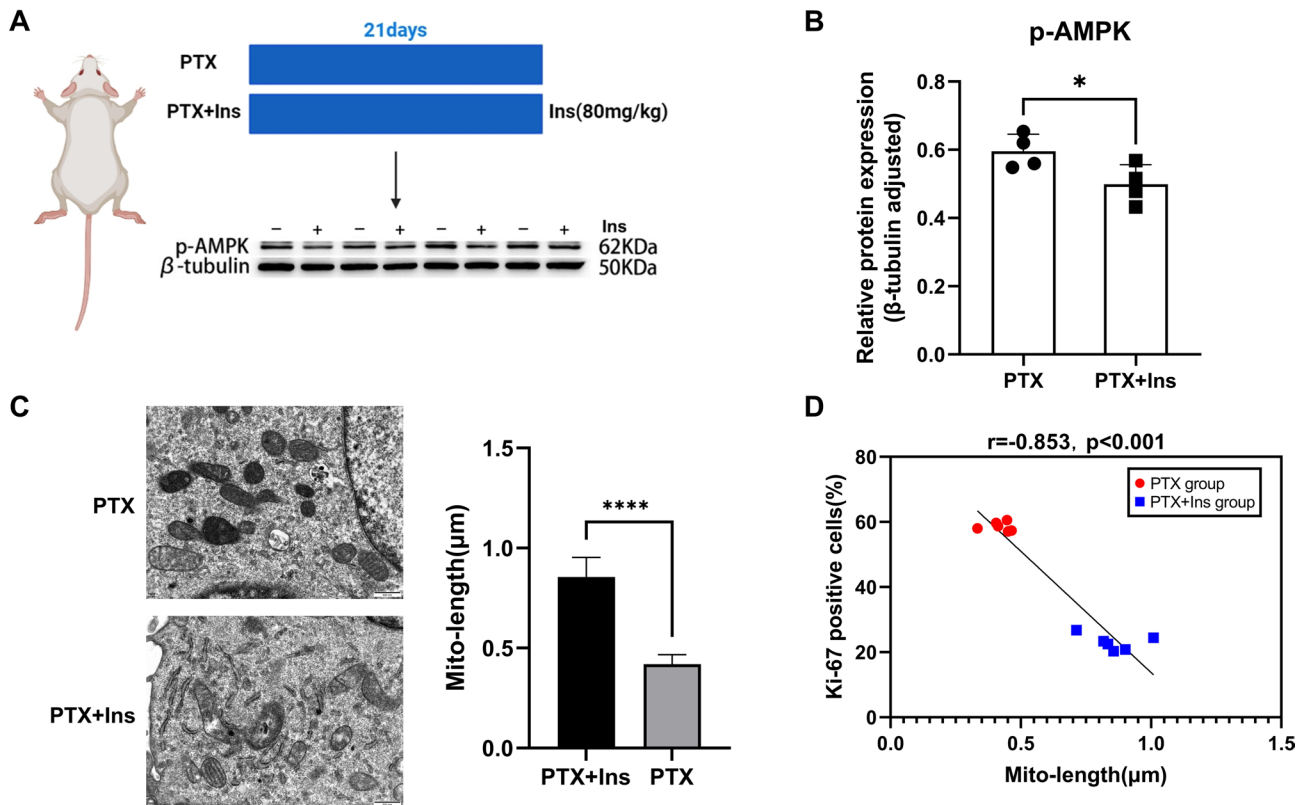 A
21days
PTX
PTX+Ins
Ins(80mg/kg)
− + − + − + − + Ins
p-AMPK
62KDa
β-tubulin
50KDa
B
p-AMPK
*
Relative protein expression
(β-tubulin adjusted)
0.8
0.6
0.4
0.2
0.0
PTX
PTX+Ins
C
PTX
PTX+Ins
Mito-length(μm)
1.5
1.0
0.5
0.0
****
PTX+Ins
PTX
D
r=-0.853, p<0.001
Ki-67 positive cells(%)
80
60
40
20
0
PTX group
PTX+Ins group
0.0
0.5
1.0
1.5
Mito-length(μm)